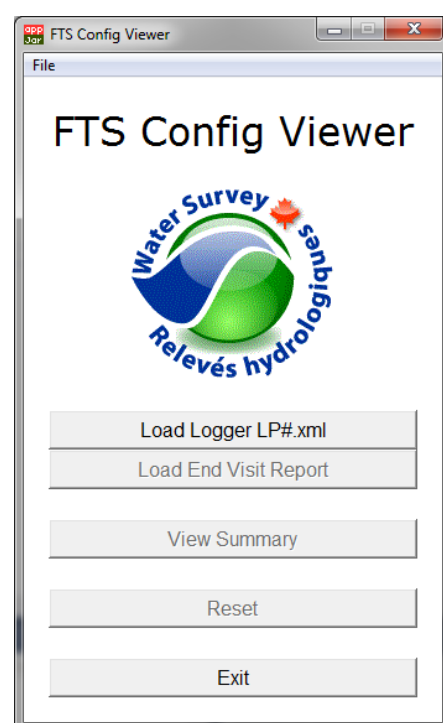 app
Jar
FTS Config Viewer
File
FTS Config Viewer
Water Survey
Relevés hydrologiques
Load Logger LP#.xml
Load End Visit Report
View Summary
Reset
Exit